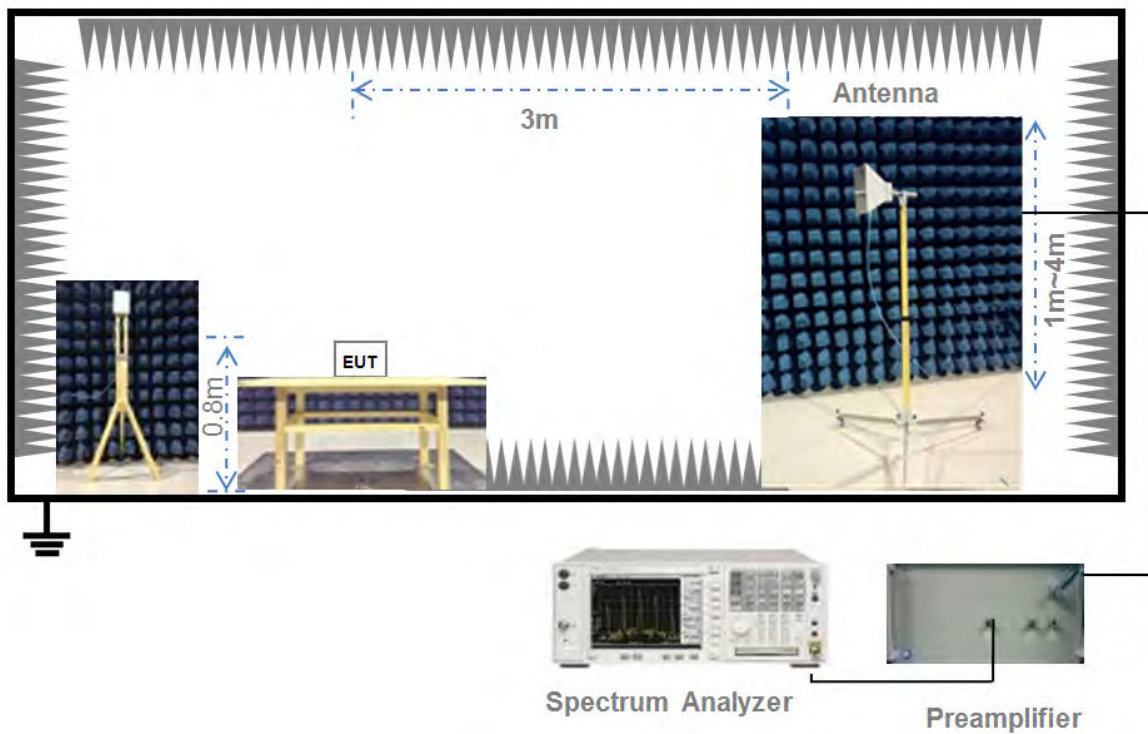 Antenna
3m
1m~4m
EUT
0.8m
Spectrum Analyzer
Preamplifier